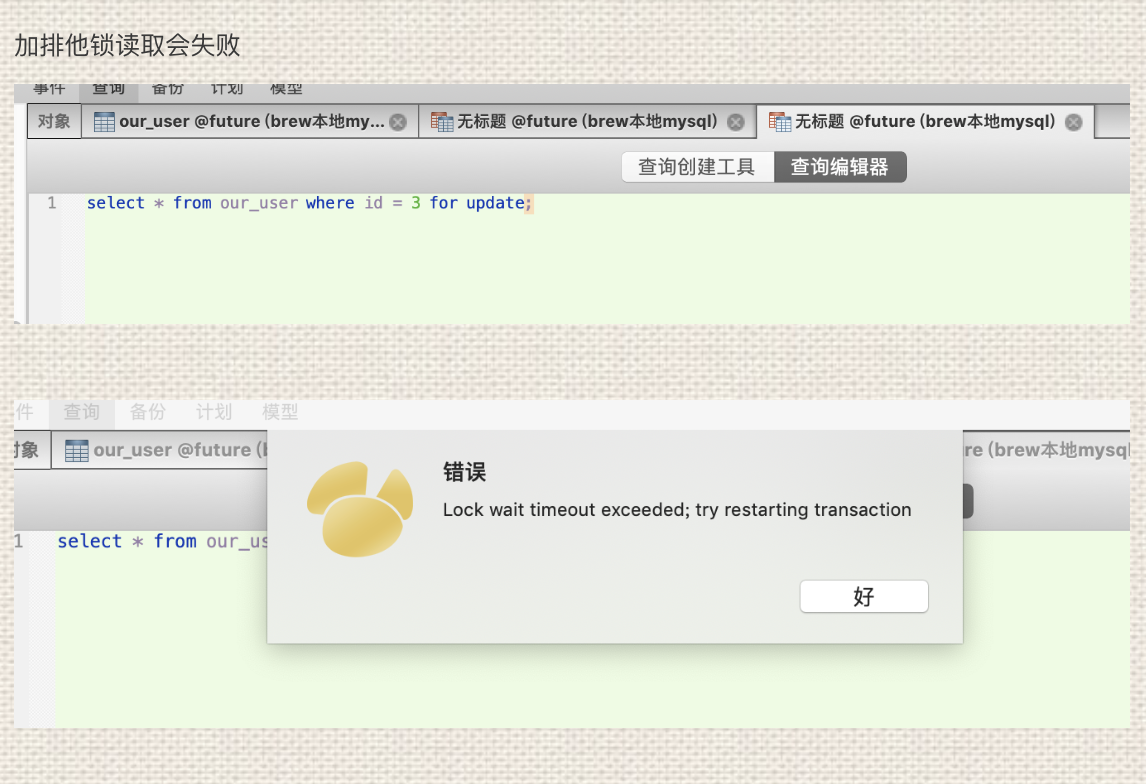 加排他锁读取会失败
事件 查询 备份 计划 模型
对象 our_user @future (brew本地my... 无标题 @future (brew本地mysql) 无标题 @future (brew本地mysql)
查询创建工具 查询编辑器
1 select * from our_user where id = 3 for update;
件 查询 备份 计划 模型
对象 our_user @future (b re (brew本地mysql
错误
Lock wait timeout exceeded; try restarting transaction
1 select * from our_us
好